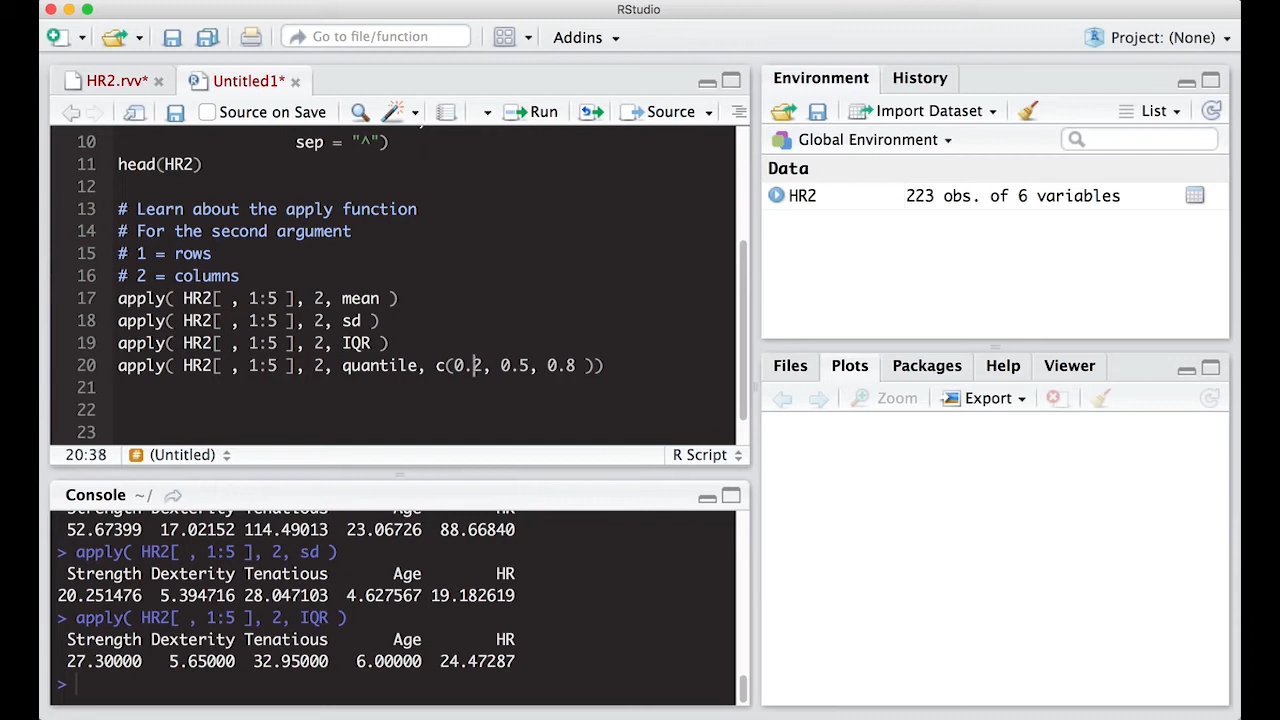 RStudio
Go to file/function
Addins
Project: (None)
HR2.rvv*
Untitled1*
Source on Save
Run
Source
10 sep = "^")
11 head(HR2)
12
13 # Learn about the apply function
14 # For the second argument
15 # 1 = rows
16 # 2 = columns
17 apply( HR2[ , 1:5 ], 2, mean )
18 apply( HR2[ , 1:5 ], 2, sd )
19 apply( HR2[ , 1:5 ], 2, IQR )
20 apply( HR2[ , 1:5 ], 2, quantile, c(0.2, 0.5, 0.8 ))
21
22
23
20:38 (Untitled) R Script
Console ~/
Strength Dexterity Tenatious Age HR
52.67399 17.02152 114.49013 23.06726 88.66840
> apply( HR2[ , 1:5 ], 2, sd )
Strength Dexterity Tenatious Age HR
20.251476 5.394716 28.047103 4.627567 19.182619
> apply( HR2[ , 1:5 ], 2, IQR )
Strength Dexterity Tenatious Age HR
27.30000 5.65000 32.95000 6.00000 24.47287
>
Environment History
Import Dataset List
Global Environment
Data
HR2 223 obs. of 6 variables
Files Plots Packages Help Viewer
Zoom Export